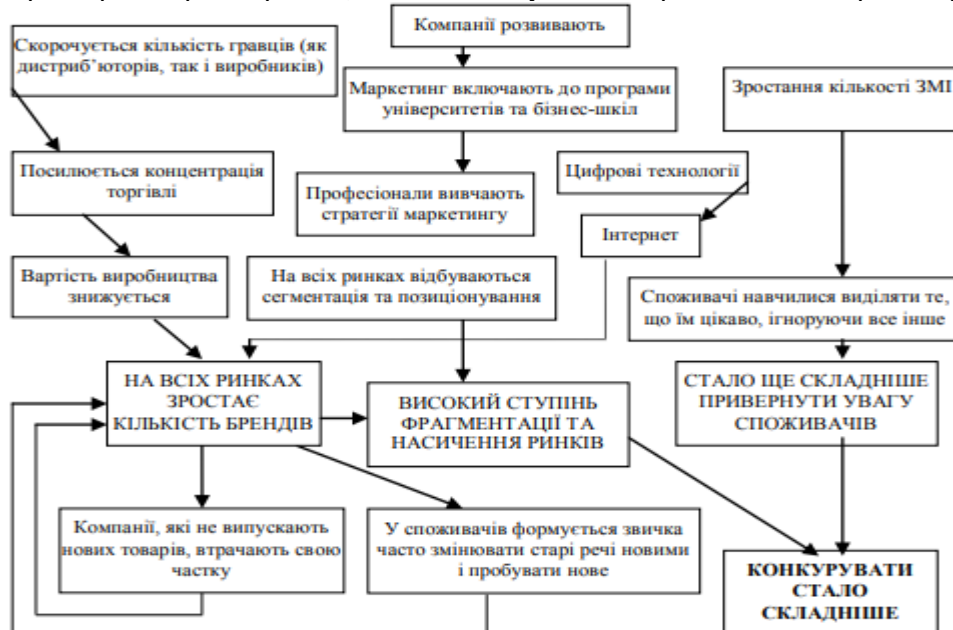 Компанії розвивають
Скорочується кількість гравців (як
дистриб’юторів, так і виробників)
Маркетинг включають до програми
університетів та бізнес-шкіл
Зростання кількості ЗМІ
Посилюється концентрація
торгівлі
Професіонали вивчають
стратегії маркетингу
Цифрові технології
Інтернет
Вартість виробництва
знижується
На всіх ринках відбуваються
сегментація та позиціонування
Споживачі навчилися виділяти те,
що їм цікаво, ігноруючи все інше
НА ВСІХ РИНКАХ
ЗРОСТАЄ
КІЛЬКІСТЬ БРЕНДІВ
ВИСОКИЙ СТУПІНЬ
ФРАГМЕНТАЦІЇ ТА
НАСИЧЕННЯ РИНКІВ
СТАЛО ЩЕ СКЛАДНІШЕ
ПРИВЕРНУТИ УВАГУ
СПОЖИВАЧІВ
Компанії, які не випускають
нових товарів, втрачають свою
частку
У споживачів формується звичка
часто змінювати старі речі новими
і пробувати нове
КОНКУРУВАТИ
СТАЛО
СКЛАДНІШЕ